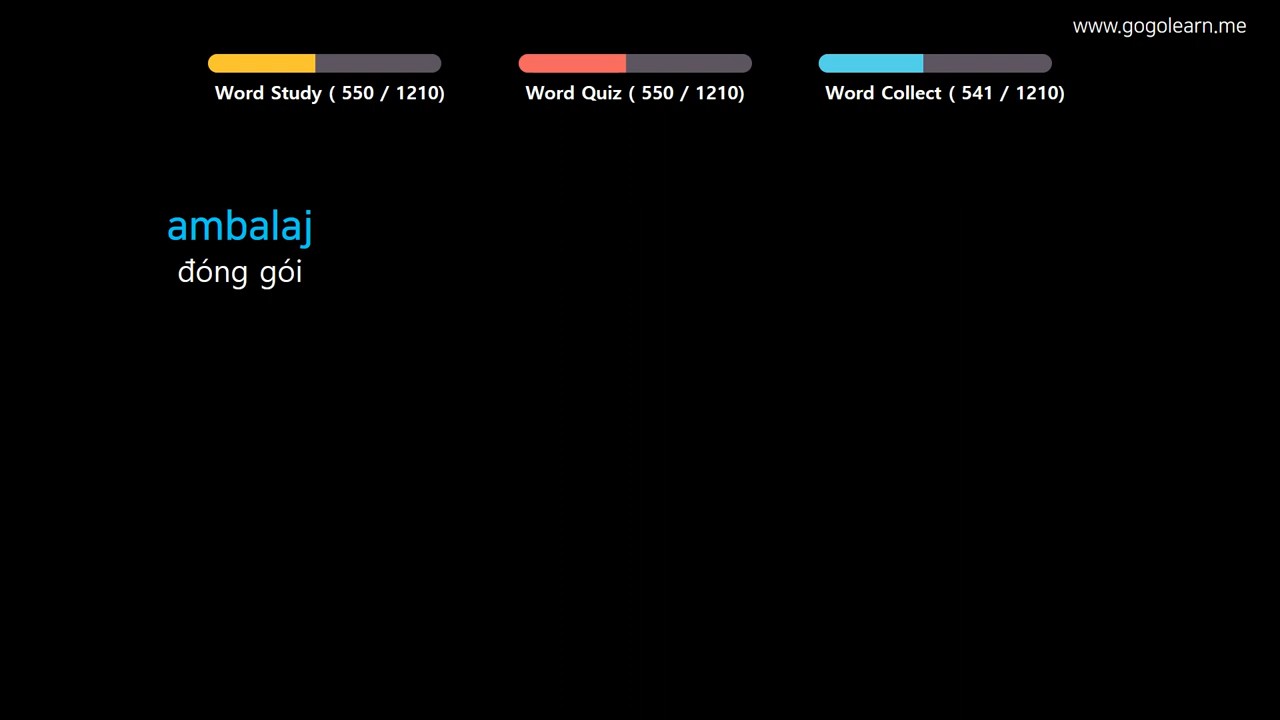 www.gogolearn.me
Word Study ( 550 / 1210)
Word Quiz ( 550 / 1210)
Word Collect ( 541 / 1210)
ambalaj
đóng gói